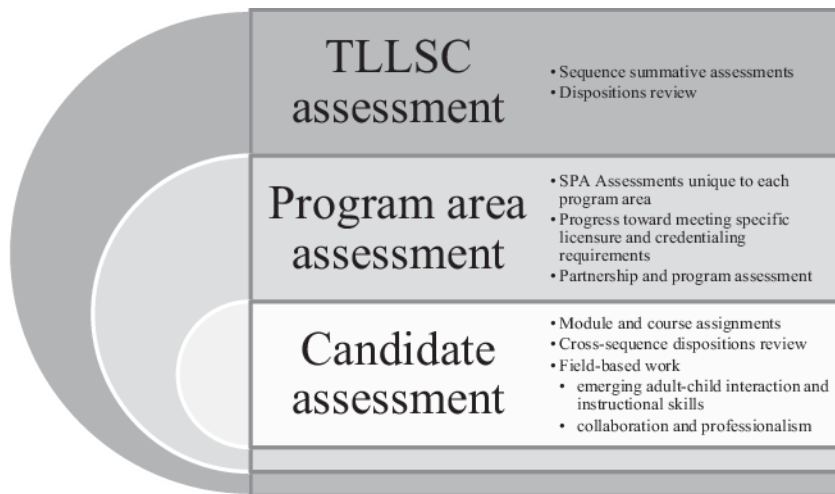 TLLSC
assessment
• Sequence summative assessments
• Dispositions review
Program area
assessment
• SPA Assessments unique to each
program area
• Progress toward meeting specific
licensure and credentialing
requirements
• Partnership and program assessment
Candidate
assessment
• Module and course assignments
• Cross-sequence dispositions review
• Field-based work
• emerging adult-child interaction and
instructional skills
• collaboration and professionalism